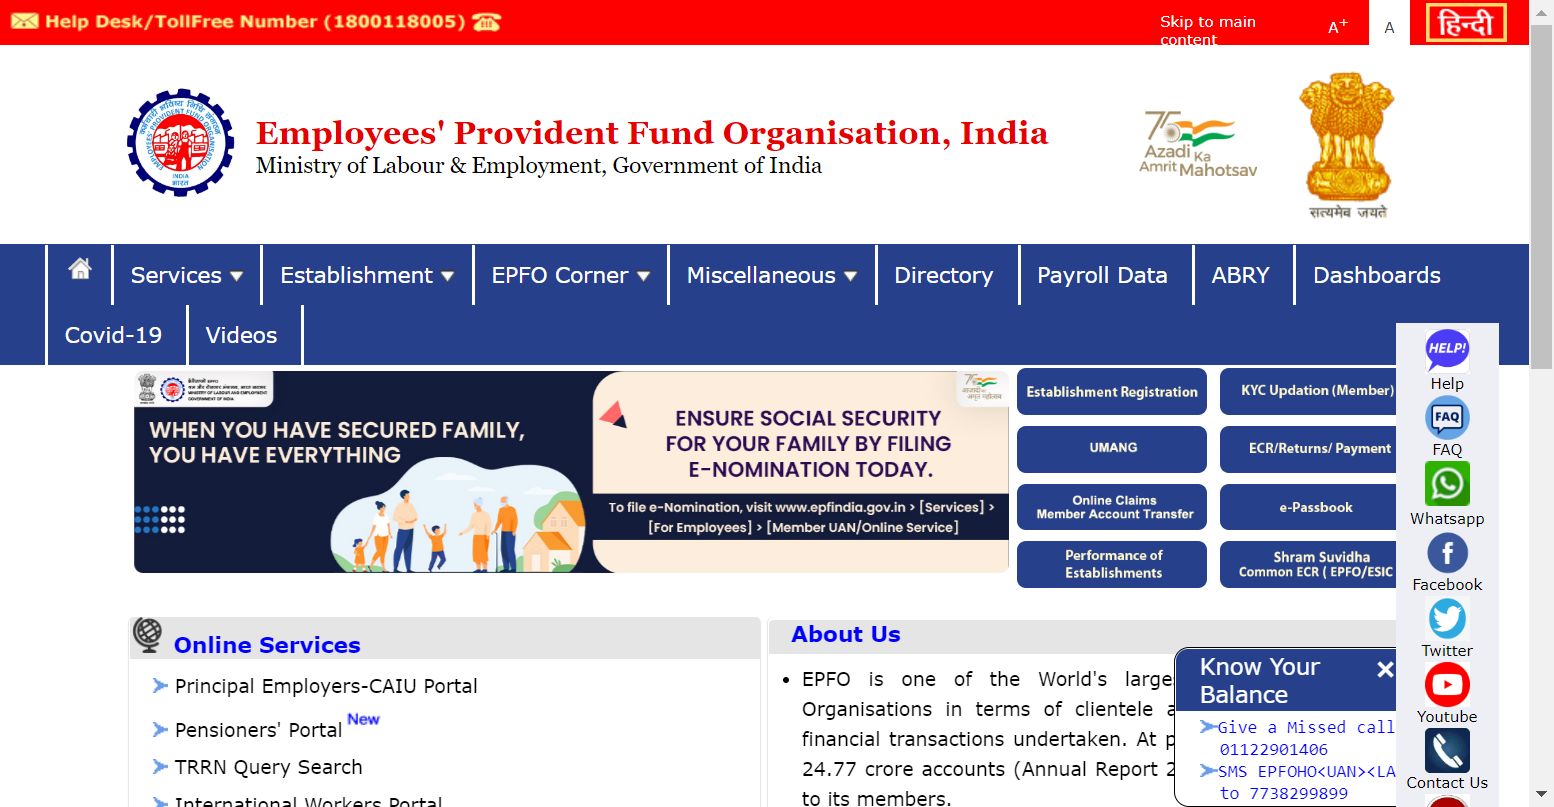 Help Desk/TollFree Number (1800118005)
Skip to main content
A+
A
हिन्दी
Employees' Provident Fund Organisation, India
Ministry of Labour & Employment, Government of India
75
Azadi Ka
Amrit Mahotsav
सत्यमेव जयते
Services
Establishment
EPFO Corner
Miscellaneous
Directory
Payroll Data
ABRY
Dashboards
Covid-19
Videos
WHEN YOU HAVE SECURED FAMILY,
YOU HAVE EVERYTHING
ENSURE SOCIAL SECURITY
FOR YOUR FAMILY BY FILING
E-NOMINATION TODAY.
To file e-Nomination, visit www.epfindia.gov.in > [Services] >
[For Employees] > [Member UAN/Online Service]
Establishment Registration
KYC Updation (Member)
UMANG
ECR/Returns/ Payment
Online Claims
Member Account Transfer
e-Passbook
Performance of
Establishments
Shram Suvidha
Common ECR ( EPFO/ESIC
HELP!
Help
FAQ
FAQ
Whatsapp
Facebook
Twitter
Youtube
Contact Us
Online Services
Principal Employers-CAIU Portal
Pensioners' Portal New
TRRN Query Search
International Workers Portal
About Us
EPFO is one of the World's large
Organisations in terms of clientele a
financial transactions undertaken. At p
24.77 crore accounts (Annual Report 2
to its members.
Know Your
Balance
Give a Missed call
01122901406
SMS EPFOHO<UAN><LA
to 7738299899